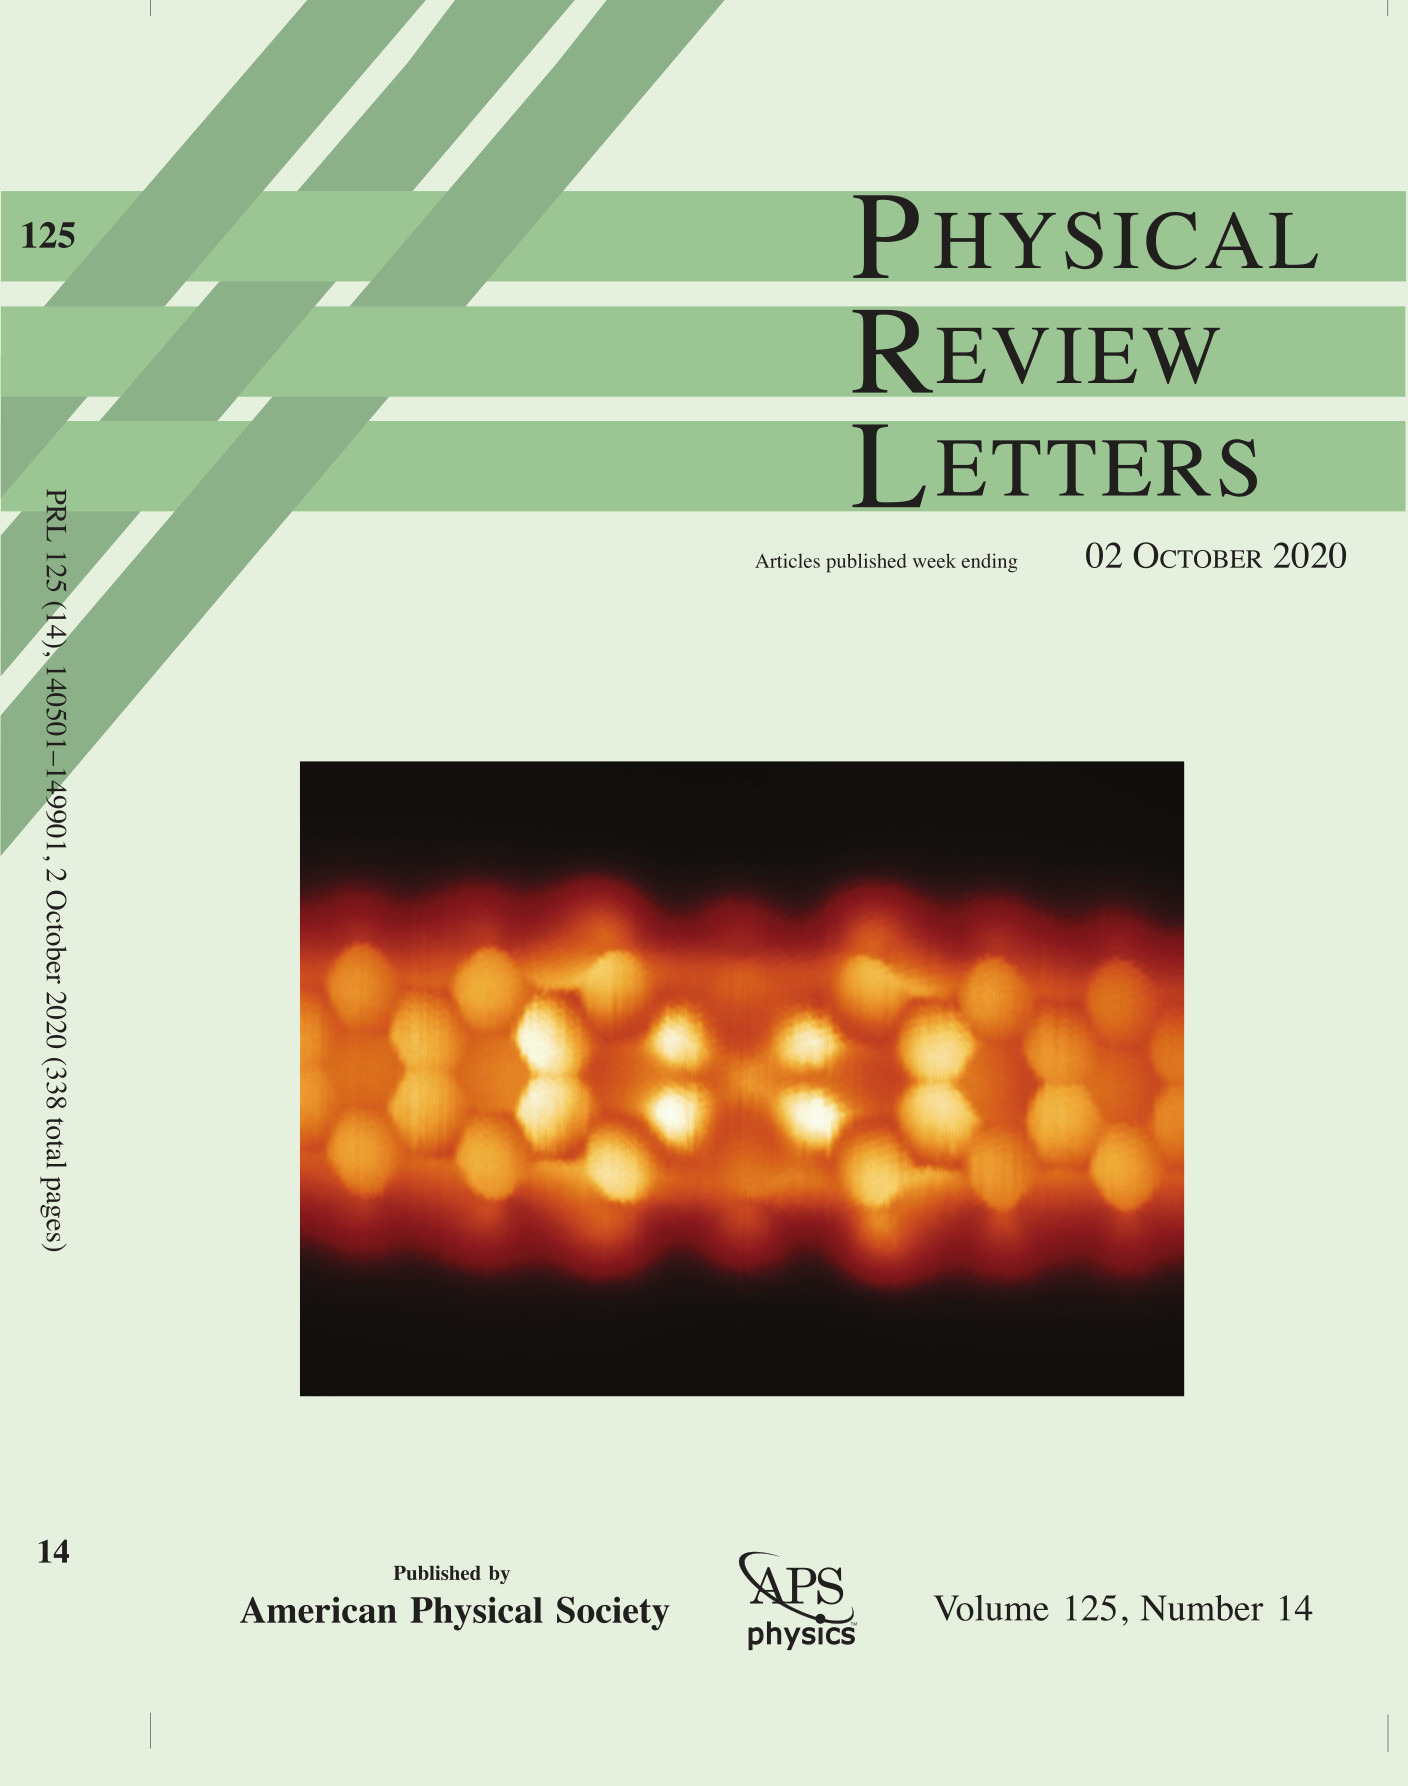 125
PHYSICAL
REVIEW
LETTERS
Articles published week ending 02 OCTOBER 2020
PRL 125 (14), 140501–149901, 2 October 2020 (338 total pages)
14
Published by
American Physical Society
APS
physics™
Volume 125, Number 14